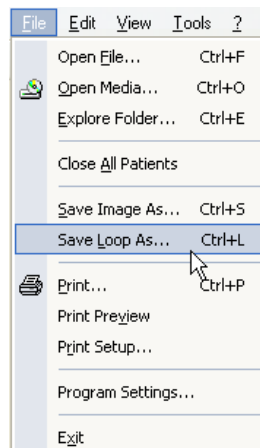 File Edit View Tools ?
Open File... Ctrl+F
Open Media... Ctrl+O
Explore Folder... Ctrl+E
Close All Patients
Save Image As... Ctrl+S
Save Loop As... Ctrl+L
Print... Ctrl+P
Print Preview
Print Setup...
Program Settings...
Exit